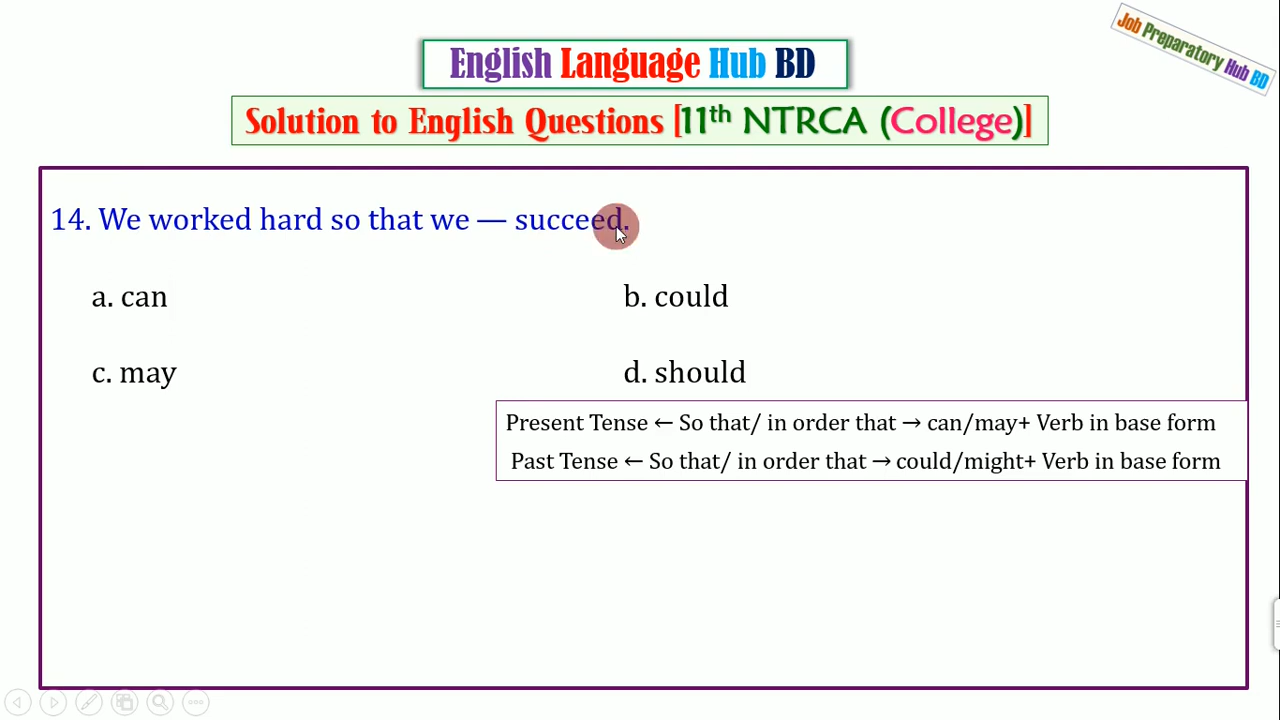 Job Preparatory Hub BD
English Language Hub BD
Solution to English Questions [11th NTRCA (College)]
14. We worked hard so that we — succeed.
a. can
b. could
c. may
d. should
Present Tense ← So that/ in order that → can/may+ Verb in base form
Past Tense ← So that/ in order that → could/might+ Verb in base form